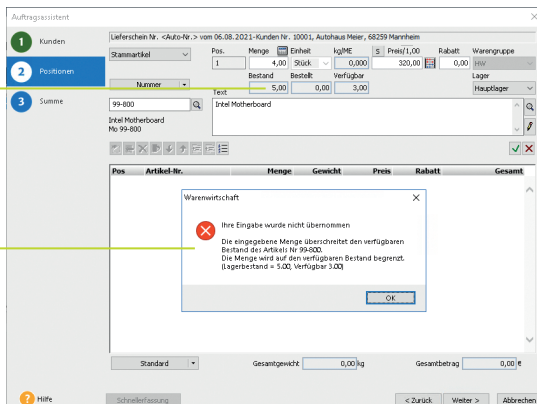 Auftragsassistent
1 Kunden
2 Positionen
3 Summe
Lieferschein Nr. <Auto-Nr.> vom 06.08.2021-Kunden Nr. 10001, Autohaus Meier, 68259 Mannheim
Stammartikel
Pos. Menge Einheit kg/ME S Preis/1,00 Rabatt Warengruppe
1 4,00 Stück 0,000 320,00 0,00 HW
Bestand Bestellt Verfügbar Lager
Nummer 5,00 0,00 3,00 Hauptlager
Text
99-800 Intel Motherboard
Intel Motherboard
Mo 99-800
Pos Artikel-Nr. Menge Gewicht Preis Rabatt Gesamt
Warenwirtschaft
Ihre Eingabe wurde nicht übernommen
Die eingegebene Menge überschreitet den verfügbaren
Bestand des Artikels Nr 99-800.
Die Menge wird auf den verfügbaren Bestand begrenzt.
(Lagerbestand = 5.00, Verfügbar 3.00)
OK
Standard Gesamtgewicht 0,00 kg Gesamtbetrag 0,00 €
? Hilfe Schnellerfassung < Zurück Weiter > Abbrechen